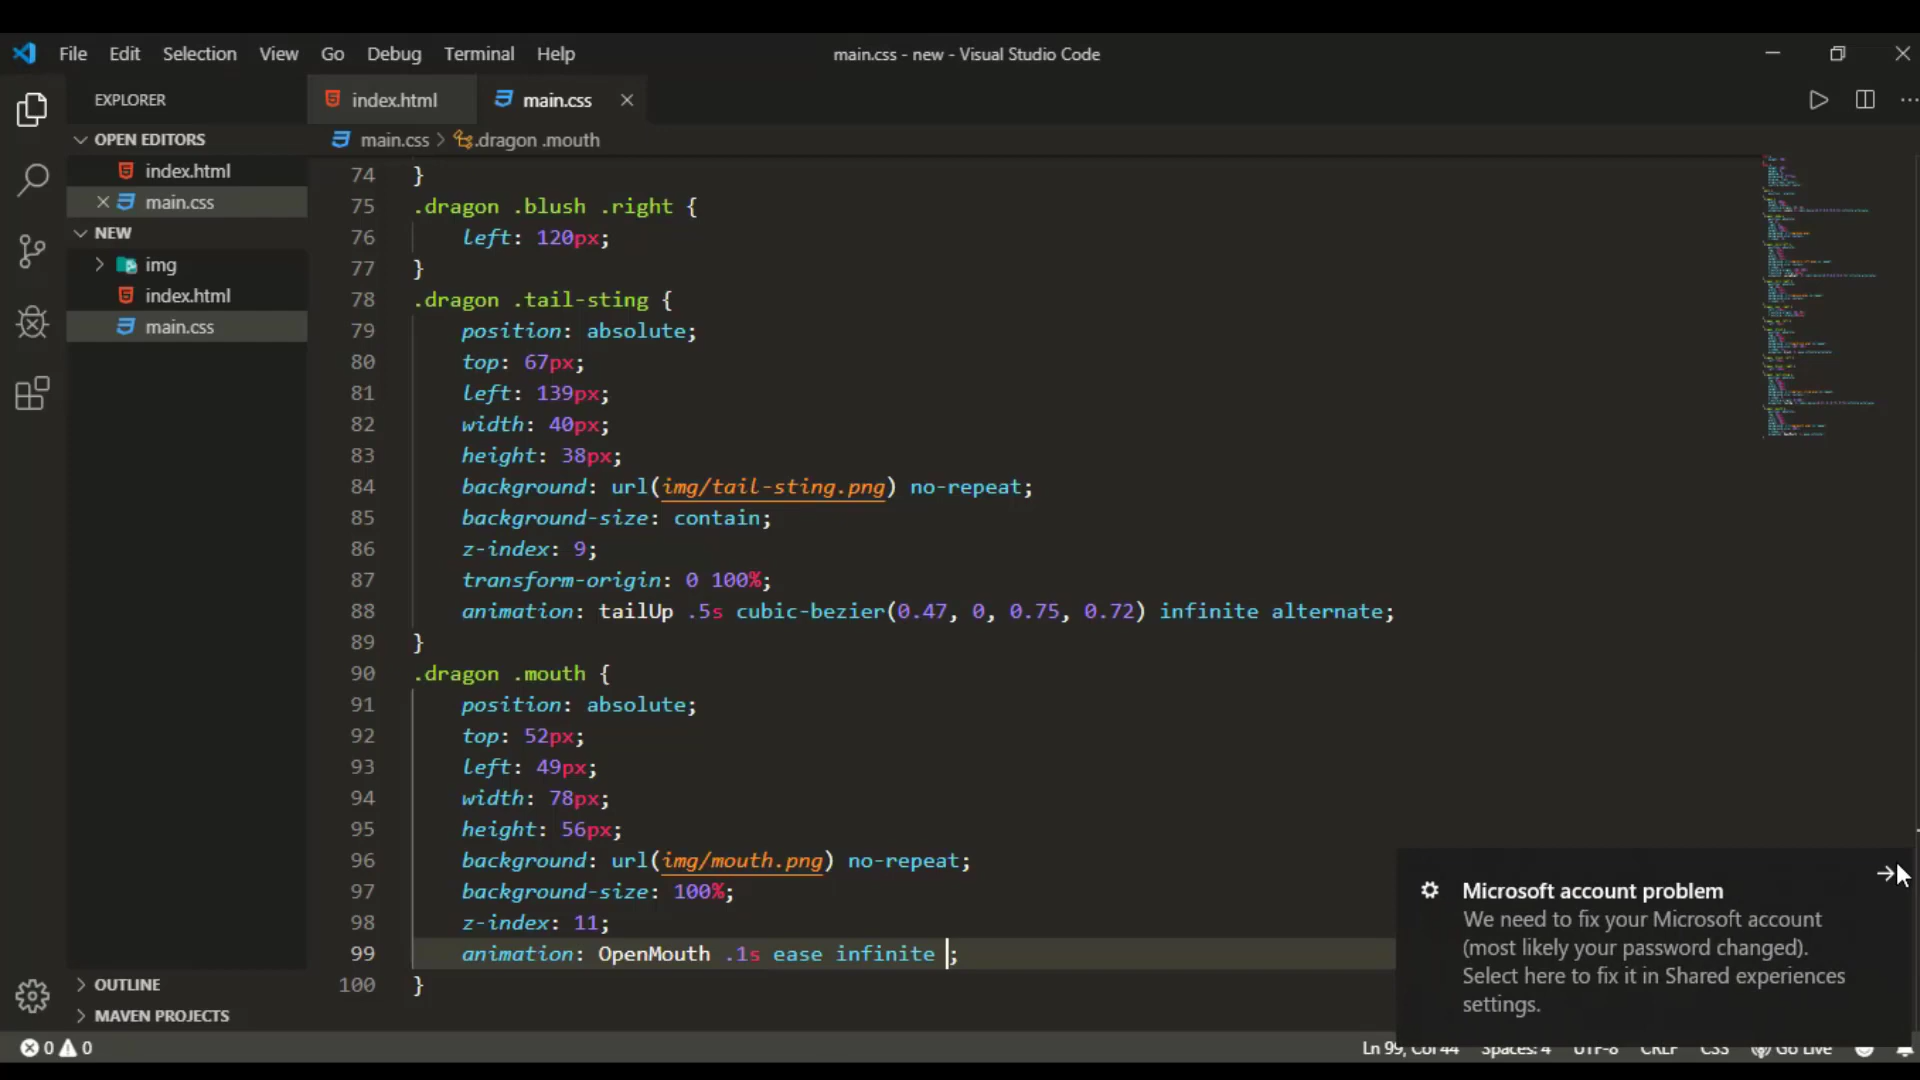 File Edit Selection View Go Debug Terminal Help
main.css - new - Visual Studio Code
EXPLORER
OPEN EDITORS
index.html
main.css
NEW
img
index.html
main.css
OUTLINE
MAVEN PROJECTS
index.html
main.css
main.css > .dragon .mouth
74 }
75 .dragon .blush .right {
76 left: 120px;
77 }
78 .dragon .tail-sting {
79 position: absolute;
80 top: 67px;
81 left: 139px;
82 width: 40px;
83 height: 38px;
84 background: url(img/tail-sting.png) no-repeat;
85 background-size: contain;
86 z-index: 9;
87 transform-origin: 0 100%;
88 animation: tailUp .5s cubic-bezier(0.47, 0, 0.75, 0.72) infinite alternate;
89 }
90 .dragon .mouth {
91 position: absolute;
92 top: 52px;
93 left: 49px;
94 width: 78px;
95 height: 56px;
96 background: url(img/mouth.png) no-repeat;
97 background-size: 100%;
98 z-index: 11;
99 animation: OpenMouth .1s ease infinite ;
100 }
Microsoft account problem
We need to fix your Microsoft account
(most likely your password changed).
Select here to fix it in Shared experiences
settings.
0 0
Ln 99, Col 44 Spaces: 4 UTF-8 CRLF CSS Go Live